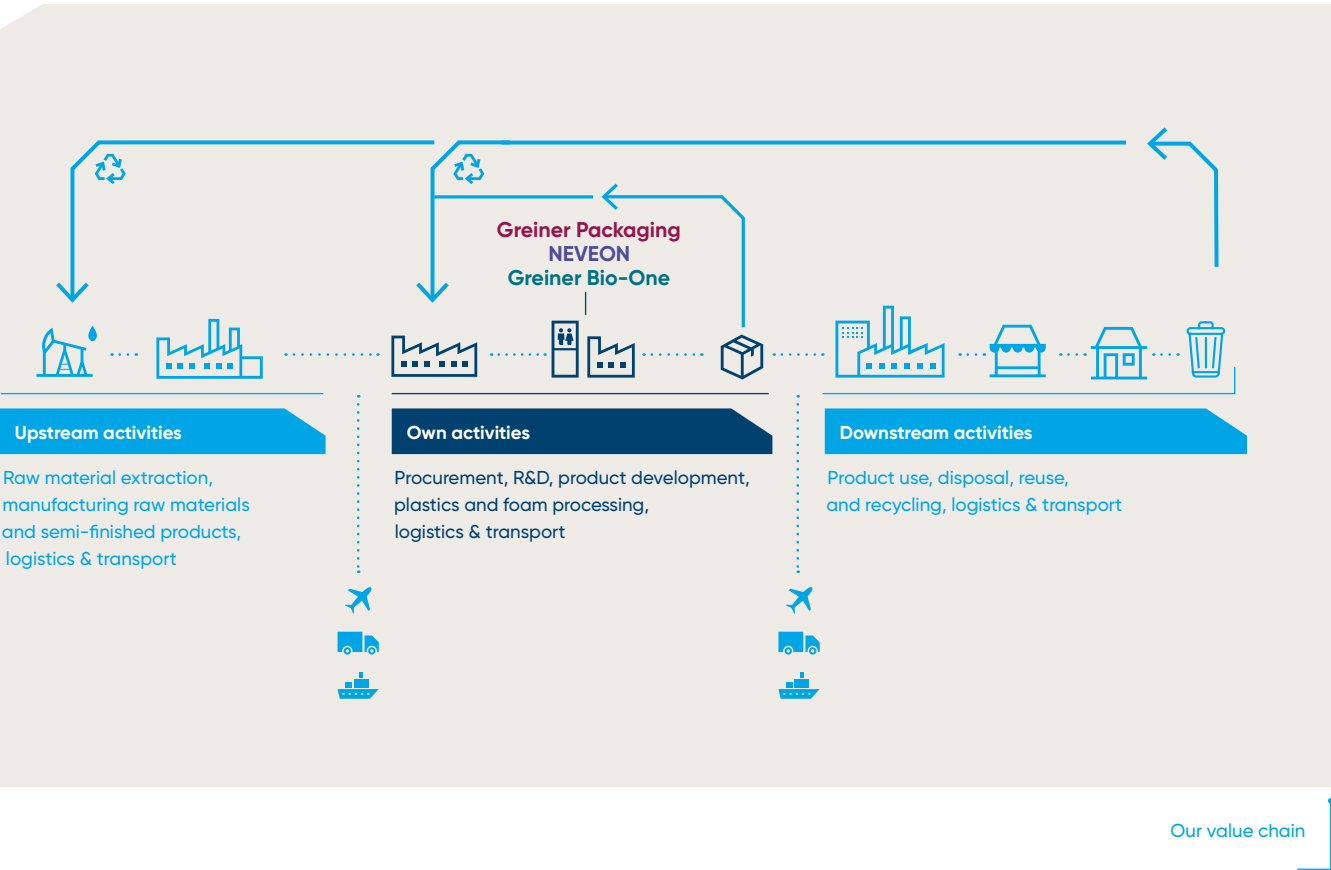 Greiner Packaging
NEVEON
Greiner Bio-One
Upstream activities
Raw material extraction,
manufacturing raw materials
and semi-finished products,
logistics & transport
Own activities
Procurement, R&D, product development,
plastics and foam processing,
logistics & transport
Downstream activities
Product use, disposal, reuse,
and recycling, logistics & transport
Our value chain